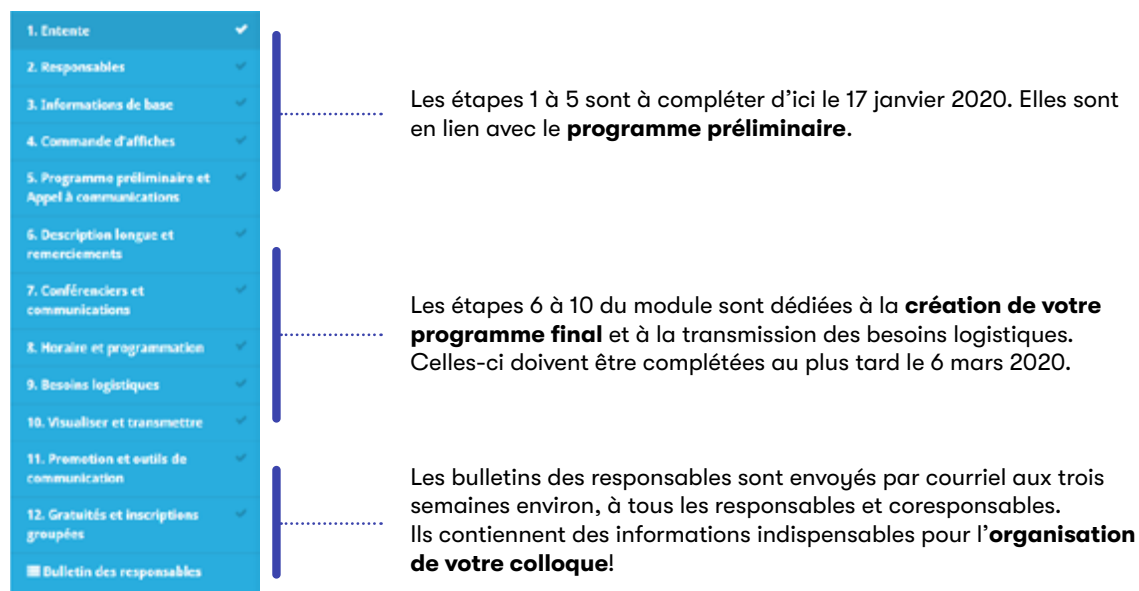 1. Entente
2. Responsables
3. Informations de base
4. Commande d'affiches
5. Programme préliminaire et
Appel à communications
6. Description longue et
remerciements
7. Conférenciers et
communications
8. Horaire et programmation
9. Besoins logistiques
10. Visualiser et transmettre
11. Promotion et outils de
communication
12. Gratuités et inscriptions
groupées
Bulletin des responsables
Les étapes 1 à 5 sont à compléter d’ici le 17 janvier 2020. Elles sont
en lien avec le programme préliminaire.
Les étapes 6 à 10 du module sont dédiées à la création de votre
programme final et à la transmission des besoins logistiques.
Celles-ci doivent être complétées au plus tard le 6 mars 2020.
Les bulletins des responsables sont envoyés par courriel aux trois
semaines environ, à tous les responsables et coresponsables.
Ils contiennent des informations indispensables pour l’organisation
de votre colloque!